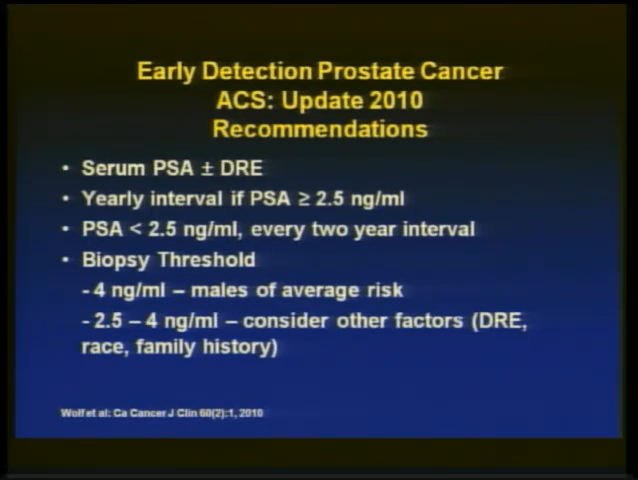 Early Detection Prostate Cancer
ACS: Update 2010
Recommendations
• Serum PSA ± DRE
• Yearly interval if PSA ≥ 2.5 ng/ml
• PSA < 2.5 ng/ml, every two year interval
• Biopsy Threshold
- 4 ng/ml – males of average risk
- 2.5 – 4 ng/ml – consider other factors (DRE,
race, family history)
Wolf et al: Ca Cancer J Clin 60(2):1, 2010